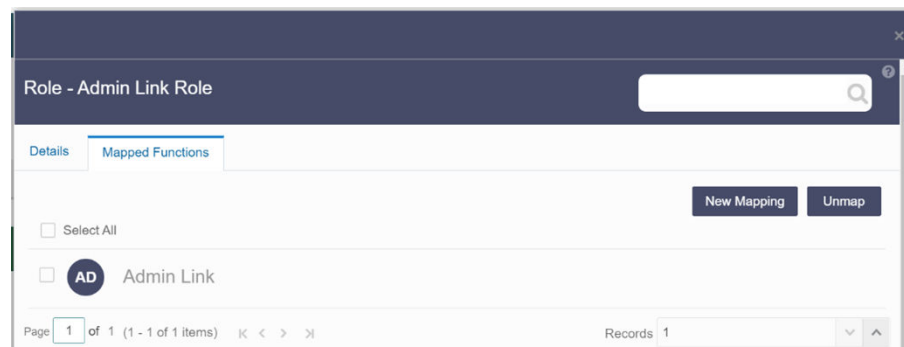 ×
?
Role - Admin Link Role
Details Mapped Functions
New Mapping Unmap
Select All
AD Admin Link
Page 1 of 1 (1 - 1 of 1 items) Records 1